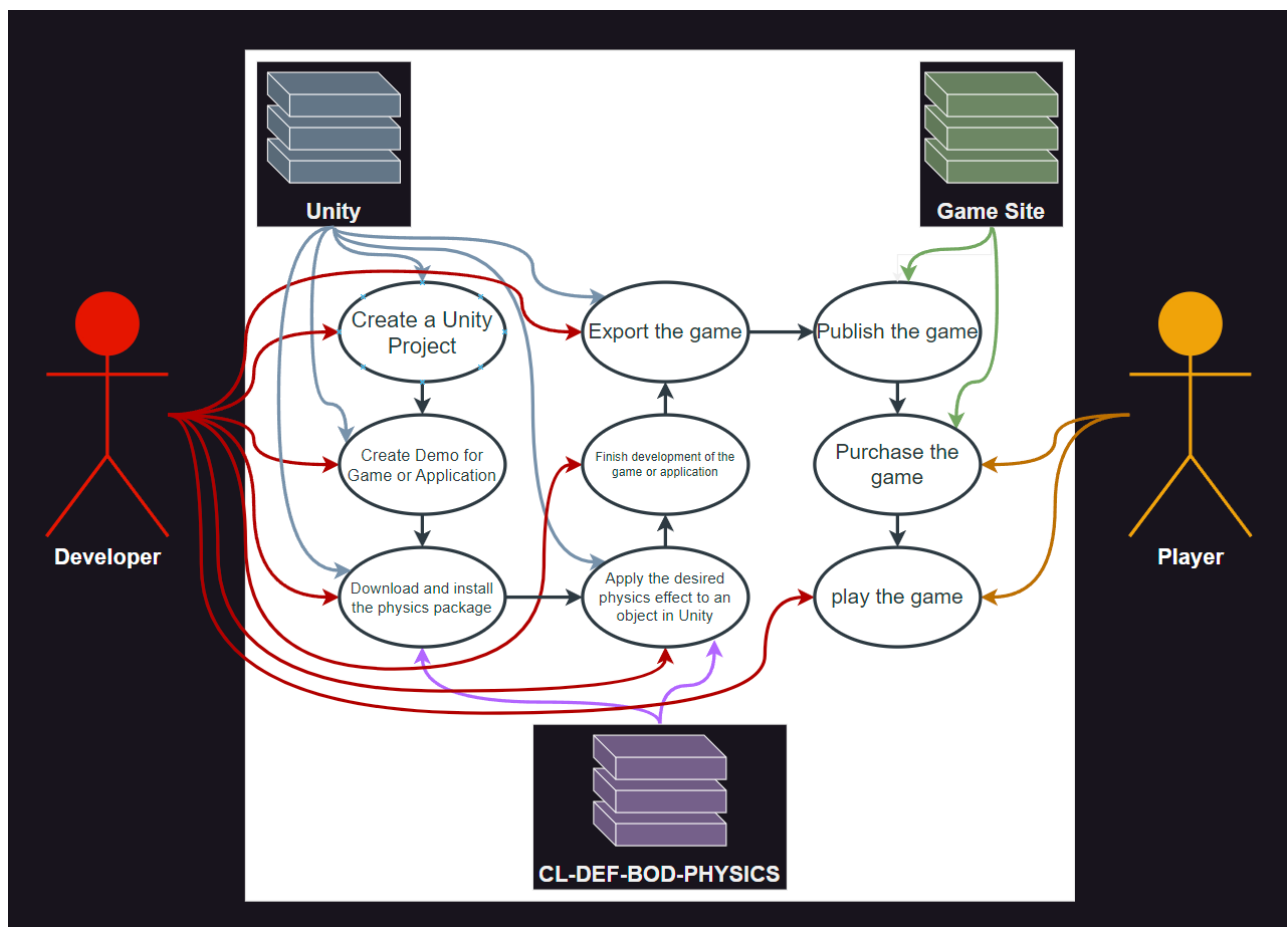 Unity
Game Site
Create a Unity
Project
Export the game
Publish the game
Create Demo for
Game or Application
Finish development of the
game or application
Purchase the
game
Developer
Player
Download and install
the physics package
Apply the desired
physics effect to an
object in Unity
play the game
CL-DEF-BOD-PHYSICS